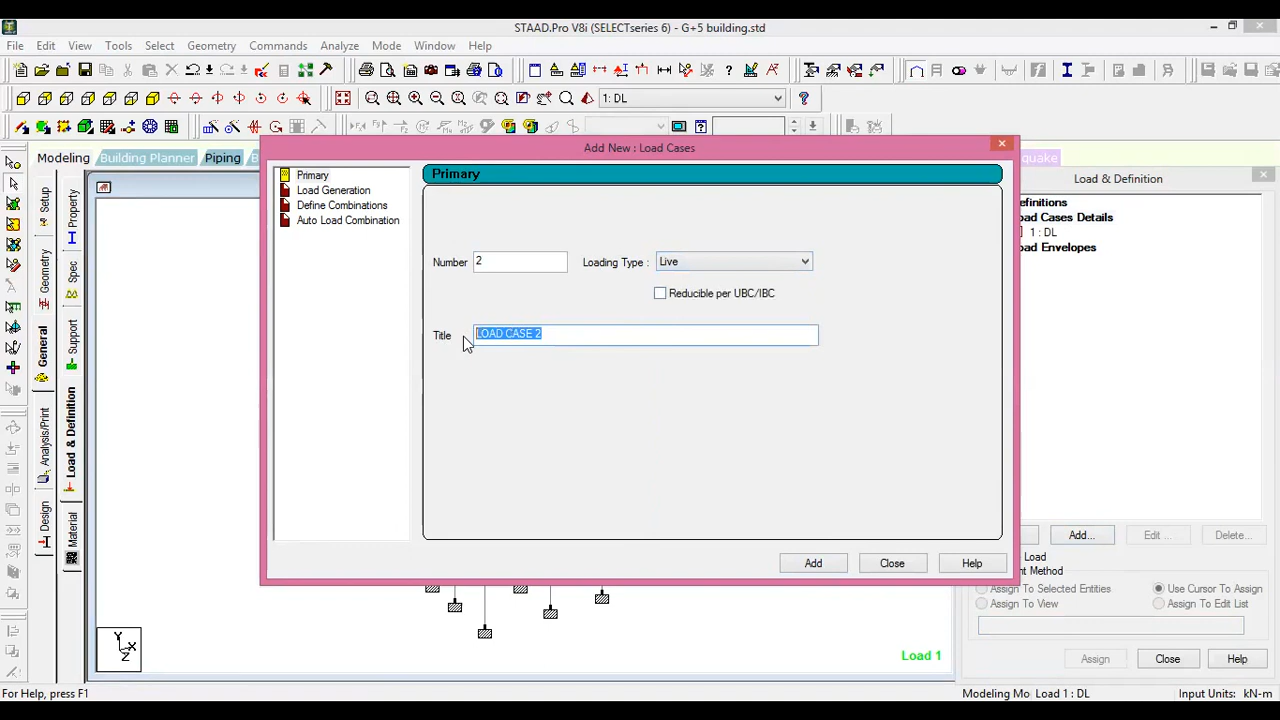 STAAD.Pro V8i (SELECTseries 6) - G+5 building.std
File Edit View Tools Select Geometry Commands Analyze Mode Window Help
1: DL
Modeling Building Planner Piping
quake
Add New : Load Cases
Primary
Load Generation
Define Combinations
Auto Load Combination
Primary
Number 2 Loading Type : Live
Reducible per UBC/IBC
Title LOAD CASE 2
Add Close Help
Load & Definition
efinitions
oad Cases Details
1 : DL
oad Envelopes
Add... Edit ... Delete...
Load
nt Method
Assign To Selected Entities Use Cursor To Assign
Assign To View Assign To Edit List
Assign Close Help
Setup
Geometry
General
Analysis/Print
Design
Property
Spec
Support
Load & Definition
Material
Y
X
Z
Load 1
For Help, press F1
Modeling Mo Load 1 : DL Input Units: kN-m